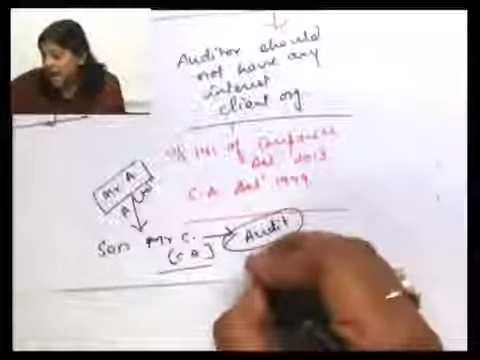 Auditor should
not have any
interest
client org.
U/s 141 of Companies
Act 2013
C.A. Act 1949
Mr A
Son Mr C.
[CA]
Audit